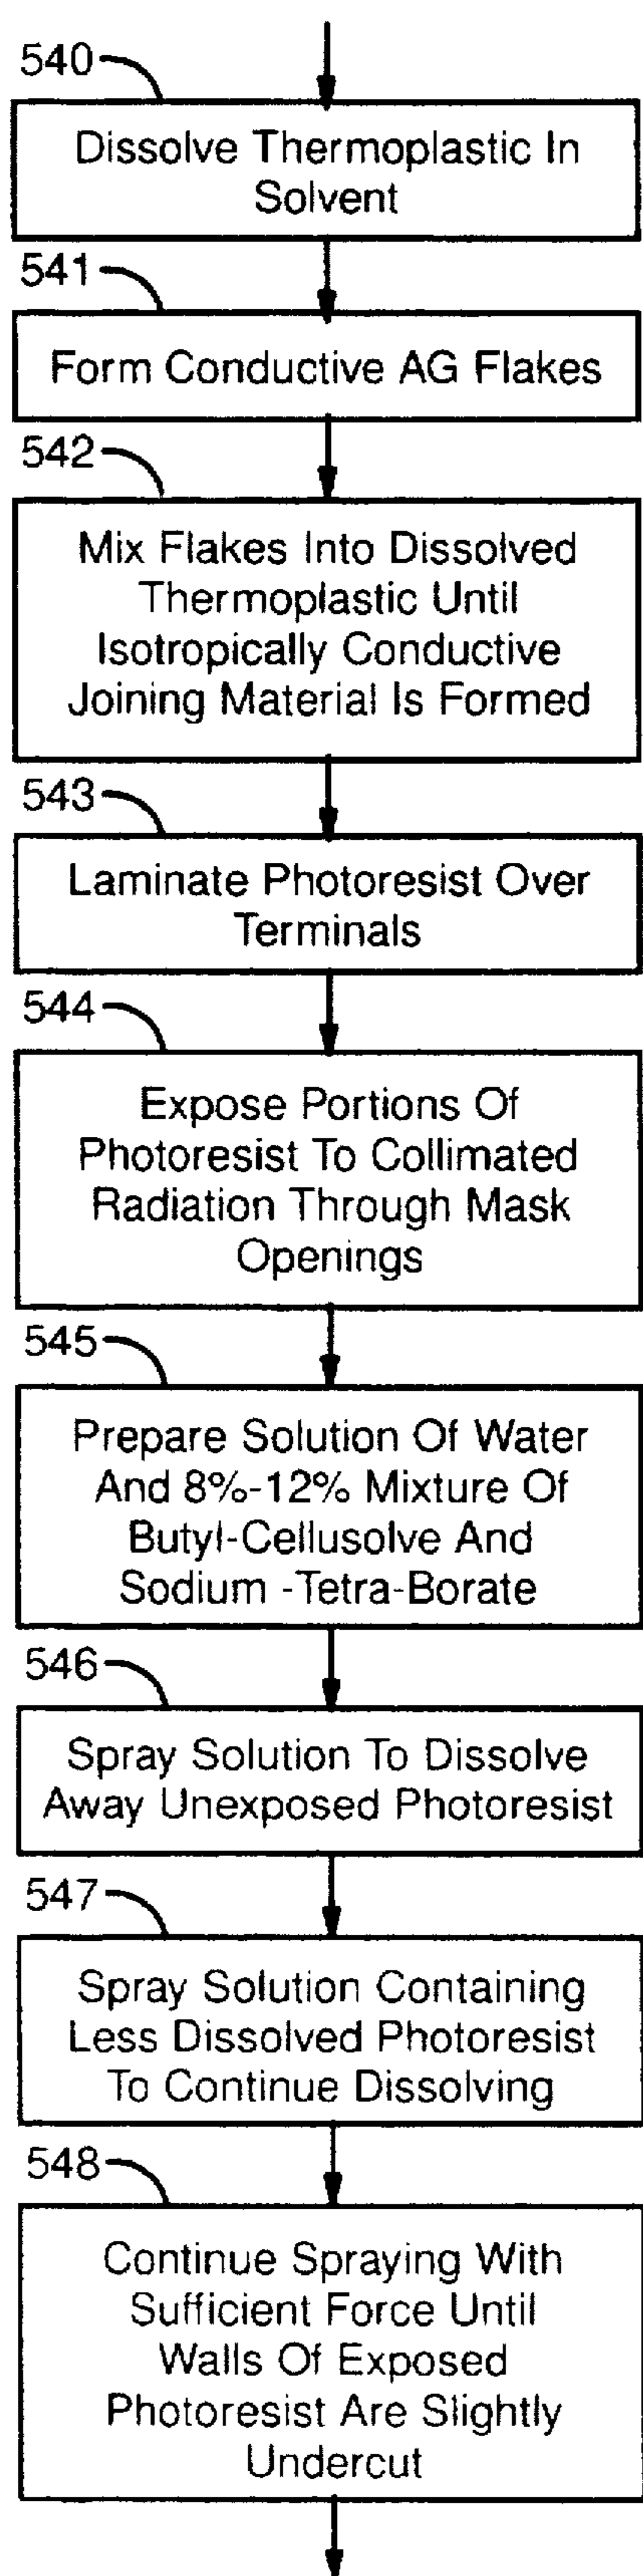 540
Dissolve Thermoplastic In
Solvent
541
Form Conductive AG Flakes
542
Mix Flakes Into Dissolved
Thermoplastic Until
Isotropically Conductive
Joining Material Is Formed
543
Laminate Photoresist Over
Terminals
544
Expose Portions Of
Photoresist To Collimated
Radiation Through Mask
Openings
545
Prepare Solution Of Water
And 8%-12% Mixture Of
Butyl-Cellusolve And
Sodium -Tetra-Borate
546
Spray Solution To Dissolve
Away Unexposed Photoresist
547
Spray Solution Containing
Less Dissolved Photoresist
To Continue Dissolving
548
Continue Spraying With
Sufficient Force Until
Walls Of Exposed
Photoresist Are Slightly
Undercut